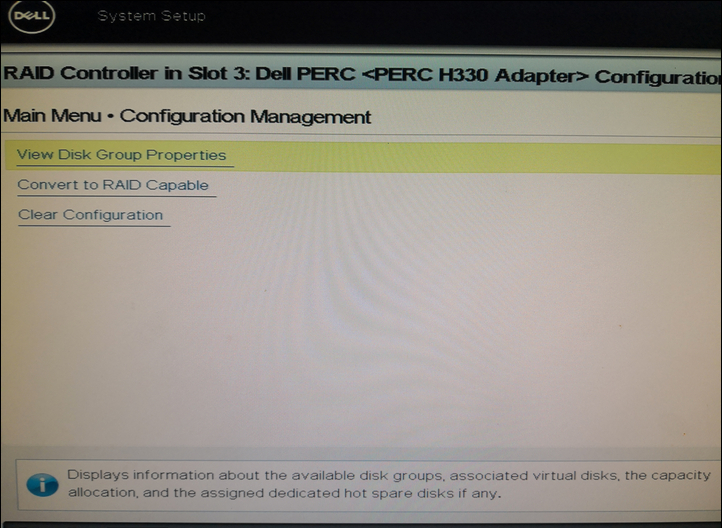 DELL
System Setup
RAID Controller in Slot 3: Dell PERC <PERC H330 Adapter> Configuratio
Main Menu • Configuration Management
View Disk Group Properties
Convert to RAID Capable
Clear Configuration
Displays information about the available disk groups, associated virtual disks, the capacity
allocation, and the assigned dedicated hot spare disks if any.